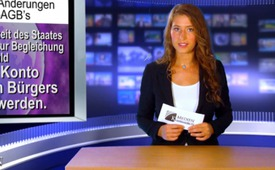 Änderungen
AGB's
eit des Staates
ur Begleichung
ld
Konto
n Bürgers
werden.